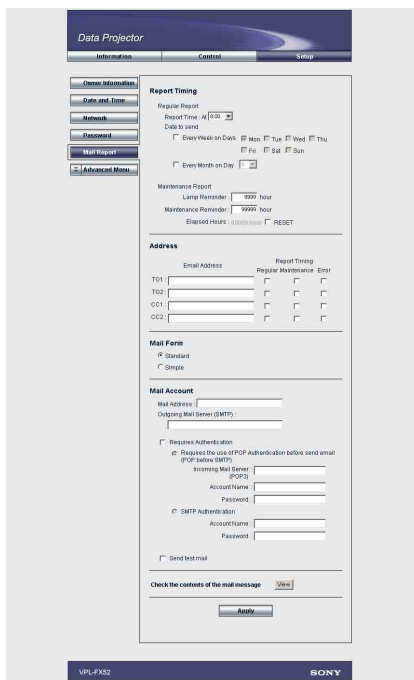 Data Projector
Information Control Setup
Owner Information
Date and Time
Network
Password
Mail Report
Advanced Menu
Report Timing
Regular Report
Report Time : At 8:00
Date to send
Every Week on Days Mon Tue Wed Thu
Fri Sat Sun
Every Month on Day 1
Maintenance Report
Lamp Reminder : 9999 hour
Maintenance Reminder : 99999 hour
Elapsed Hours : 00000 hour RESET
Address
Report Timing
Email Address
Regular Maintenance Error
TO1 :
TO2 :
CC1 :
CC2 :
Mail Form
Standard
Simple
Mail Account
Mail Address :
Outgoing Mail Server (SMTP) :
Requires Authentication
Requires the use of POP Authentication before send email
(POP before SMTP)
Incoming Mail Server :
(POP3)
Account Name :
Password :
SMTP Authentication
Account Name :
Password :
Send test mail
Check the contents of the mail message View
Apply
VPL-FX52 SONY